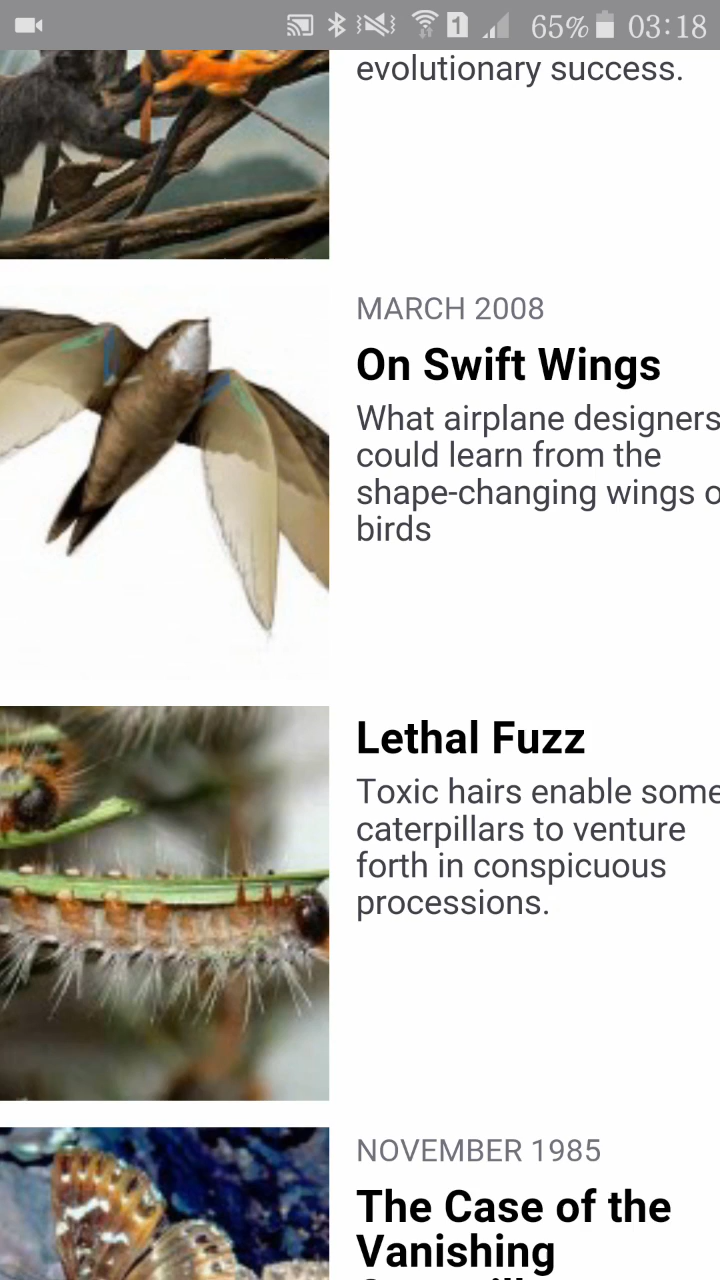 1 65% 03:18
evolutionary success.
MARCH 2008
On Swift Wings
What airplane designers
could learn from the
shape-changing wings o
birds
Lethal Fuzz
Toxic hairs enable some
caterpillars to venture
forth in conspicuous
processions.
NOVEMBER 1985
The Case of the
Vanishing